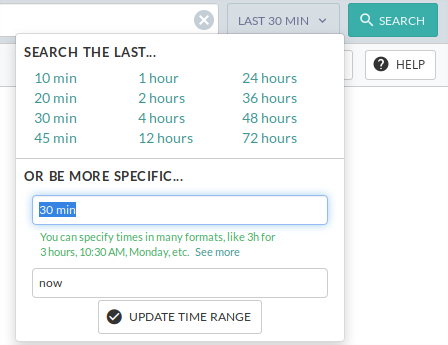 LAST 30 MIN SEARCH
HELP
SEARCH THE LAST...
10 min 1 hour 24 hours
20 min 2 hours 36 hours
30 min 4 hours 48 hours
45 min 12 hours 72 hours
OR BE MORE SPECIFIC...
30 min
You can specify times in many formats, like 3h for
3 hours, 10:30 AM, Monday, etc. See more
now
UPDATE TIME RANGE